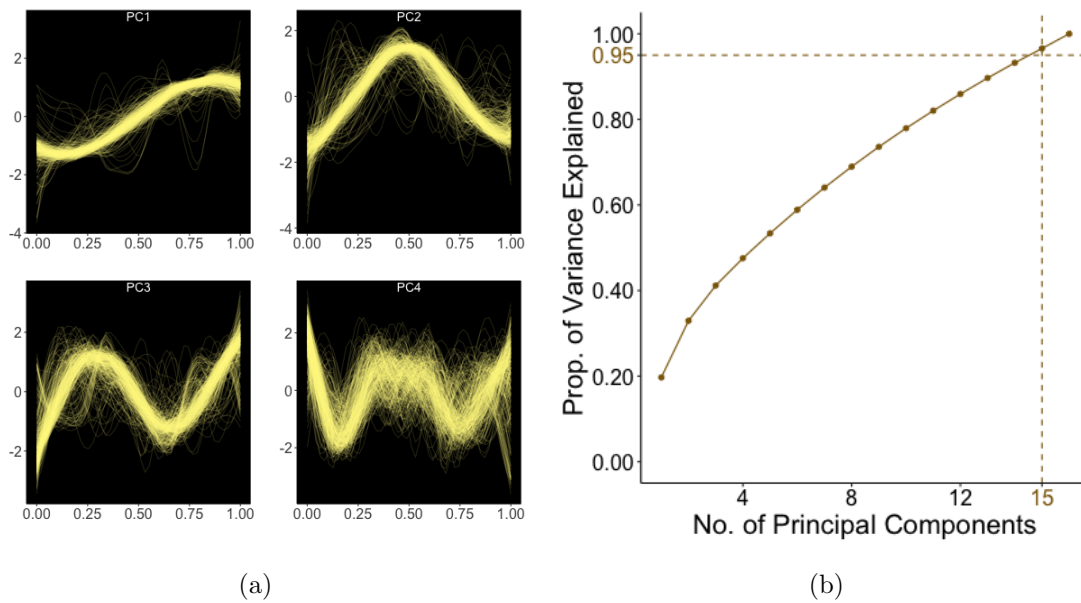 PC1
2
0
-2
-4
0.00 0.25 0.50 0.75 1.00
PC2
2
0
-2
-4
0.00 0.25 0.50 0.75 1.00
PC3
2
0
-2
0.00 0.25 0.50 0.75 1.00
PC4
2
0
-2
0.00 0.25 0.50 0.75 1.00
(a)
Prop. of Variance Explained
1.00
0.95
0.80
0.60
0.40
0.20
0.00
4 8 12 15
No. of Principal Components
(b)